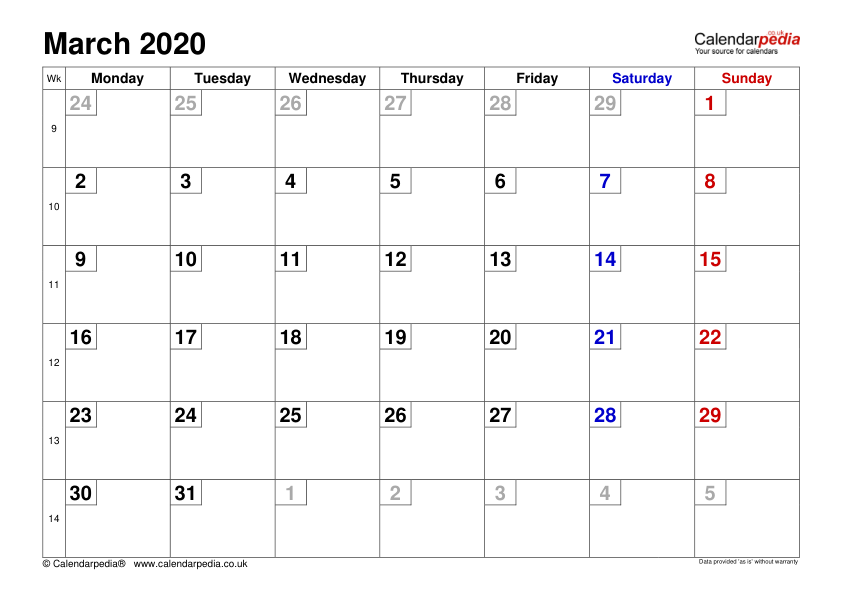 March 2020
Calendarpedia
co.uk
Your source for calendars
Wk Monday Tuesday Wednesday Thursday Friday Saturday Sunday
24 25 26 27 28 29 1
9
2 3 4 5 6 7 8
10
9 10 11 12 13 14 15
11
16 17 18 19 20 21 22
12
23 24 25 26 27 28 29
13
30 31 1 2 3 4 5
14
© Calendarpedia® www.calendarpedia.co.uk
Data provided 'as is' without warranty